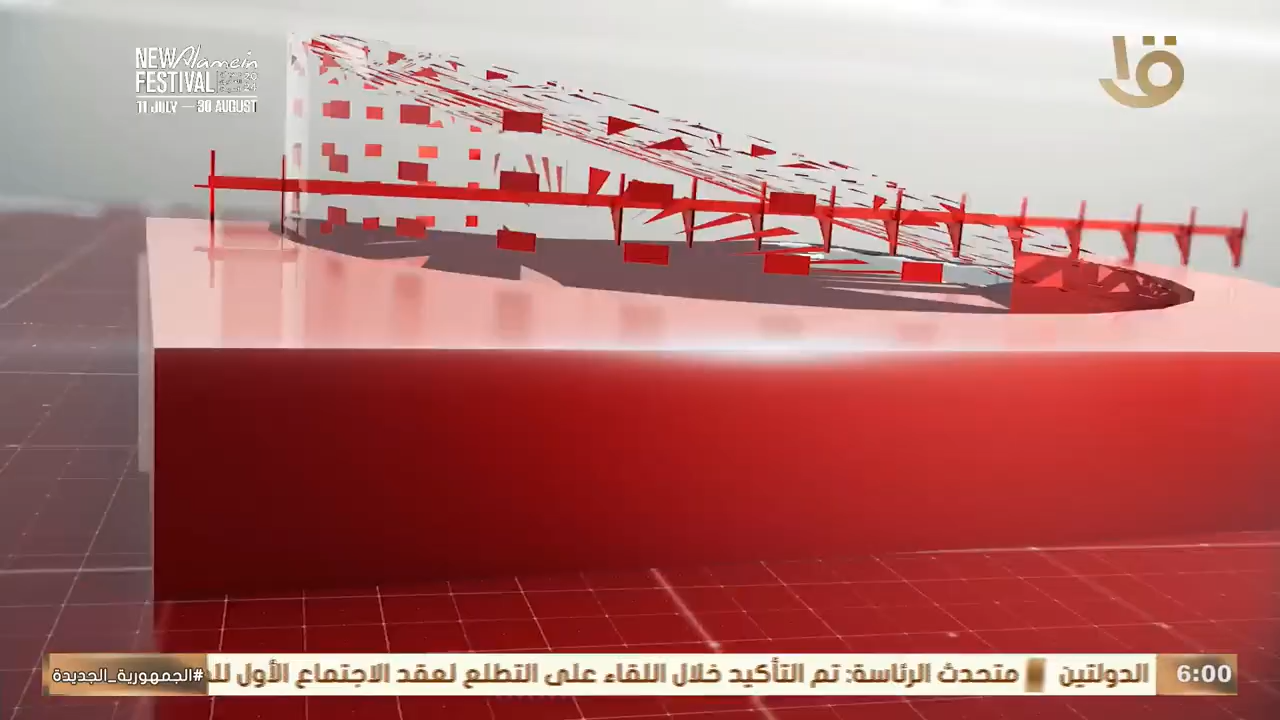 NEW Alamein
FESTIVAL
11 JULY — 30 AUGUST
6:00
الدولتين
متحدث الرئاسة: تم التأكيد خلال اللقاء على التطلع لعقد الاجتماع الأول لل
#الجمهورية_الجديدة